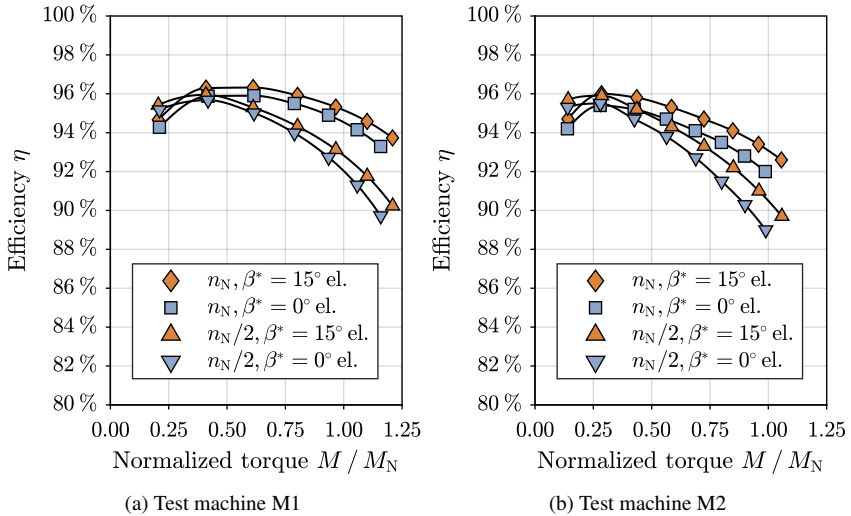 100 %
98 %
96 %
94 %
92 %
90 %
88 %
86 %
84 %
82 %
80 %
Efficiency η
n_N, β* = 15° el.
n_N, β* = 0° el.
n_N/2, β* = 15° el.
n_N/2, β* = 0° el.
0.00 0.25 0.50 0.75 1.00 1.25
Normalized torque M / M_N
(a) Test machine M1
100 %
98 %
96 %
94 %
92 %
90 %
88 %
86 %
84 %
82 %
80 %
Efficiency η
n_N, β* = 15° el.
n_N, β* = 0° el.
n_N/2, β* = 15° el.
n_N/2, β* = 0° el.
0.00 0.25 0.50 0.75 1.00 1.25
Normalized torque M / M_N
(b) Test machine M2